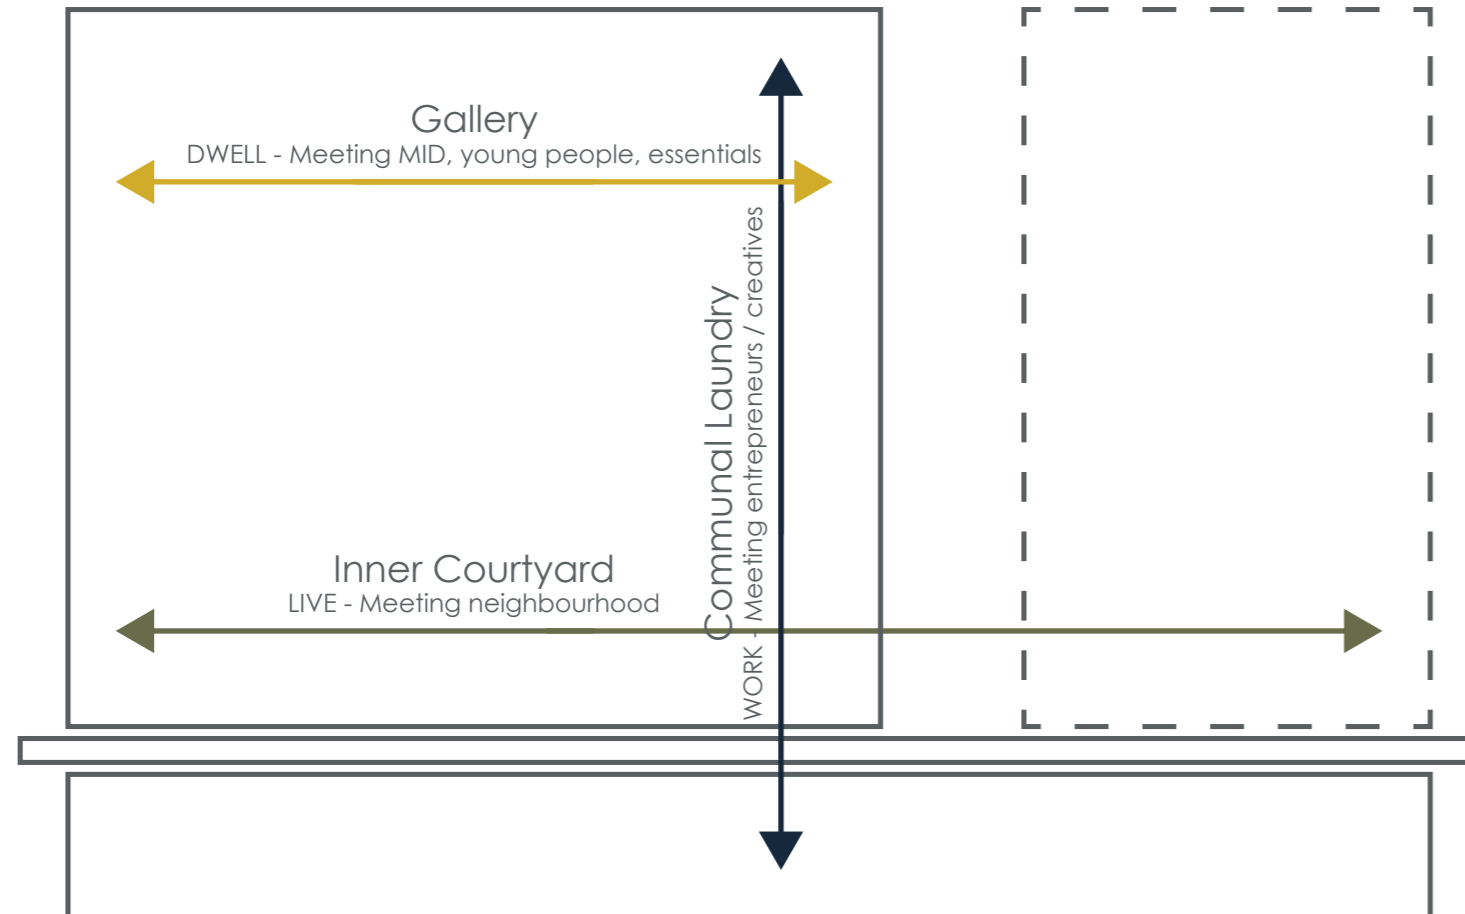 Gallery
DWELL - Meeting MID, young people, essentials
Communal Laundry
WORK - Meeting entrepreneurs / creatives
Inner Courtyard
LIVE - Meeting neighbourhood